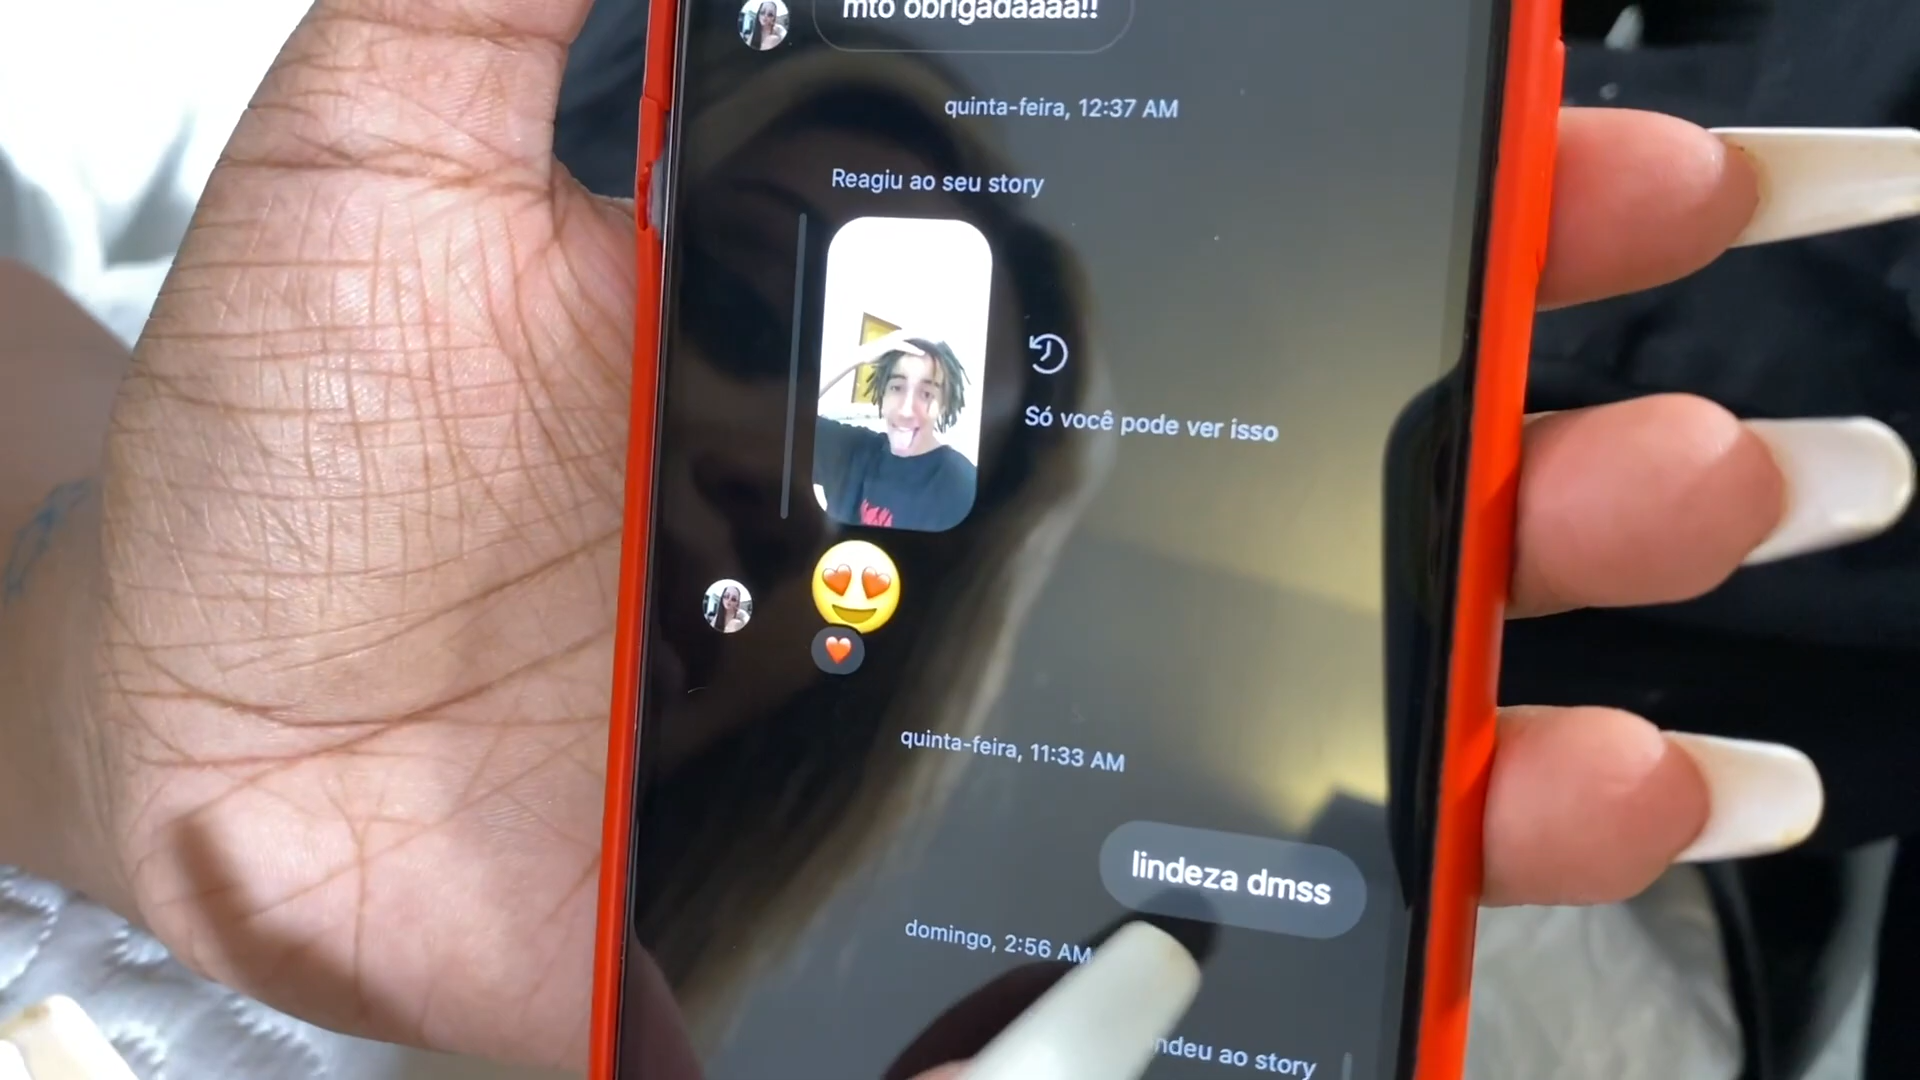 mto obrigadaaaa!!
quinta-feira, 12:37 AM
Reagiu ao seu story
Só você pode ver isso
quinta-feira, 11:33 AM
lindeza dmss
domingo, 2:56 AM
ao story